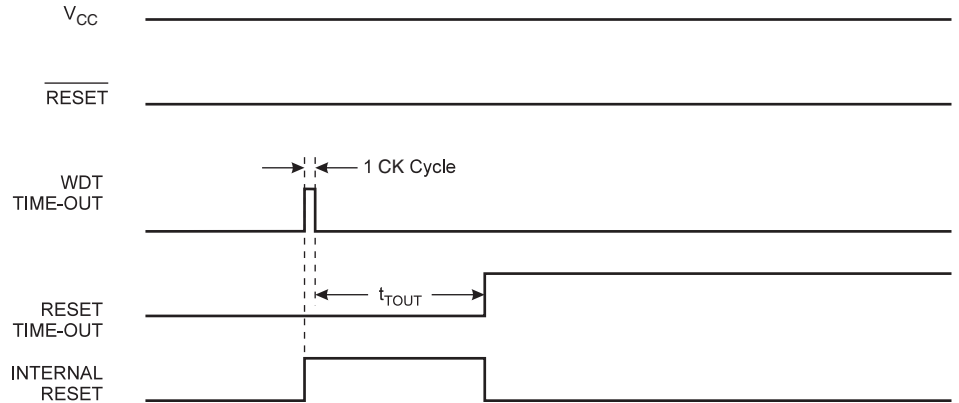 VCC
RESET
1 CK Cycle
WDT
TIME-OUT
tTOUT
RESET
TIME-OUT
INTERNAL
RESET